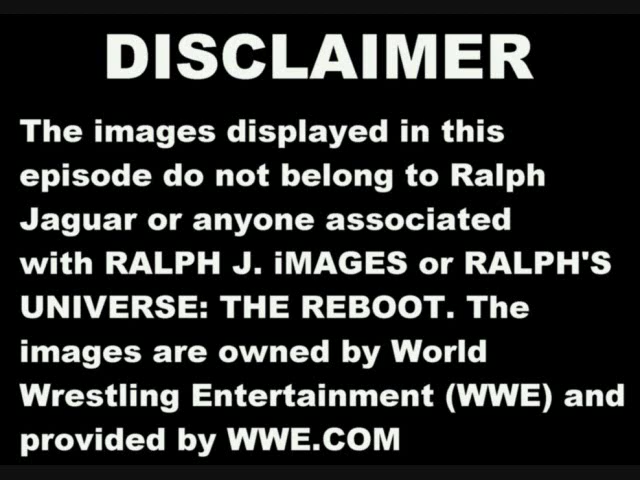 DISCLAIMER
The images displayed in this
episode do not belong to Ralph
Jaguar or anyone associated
with RALPH J. iMAGES or RALPH'S
UNIVERSE: THE REBOOT. The
images are owned by World
Wrestling Entertainment (WWE) and
provided by WWE.COM